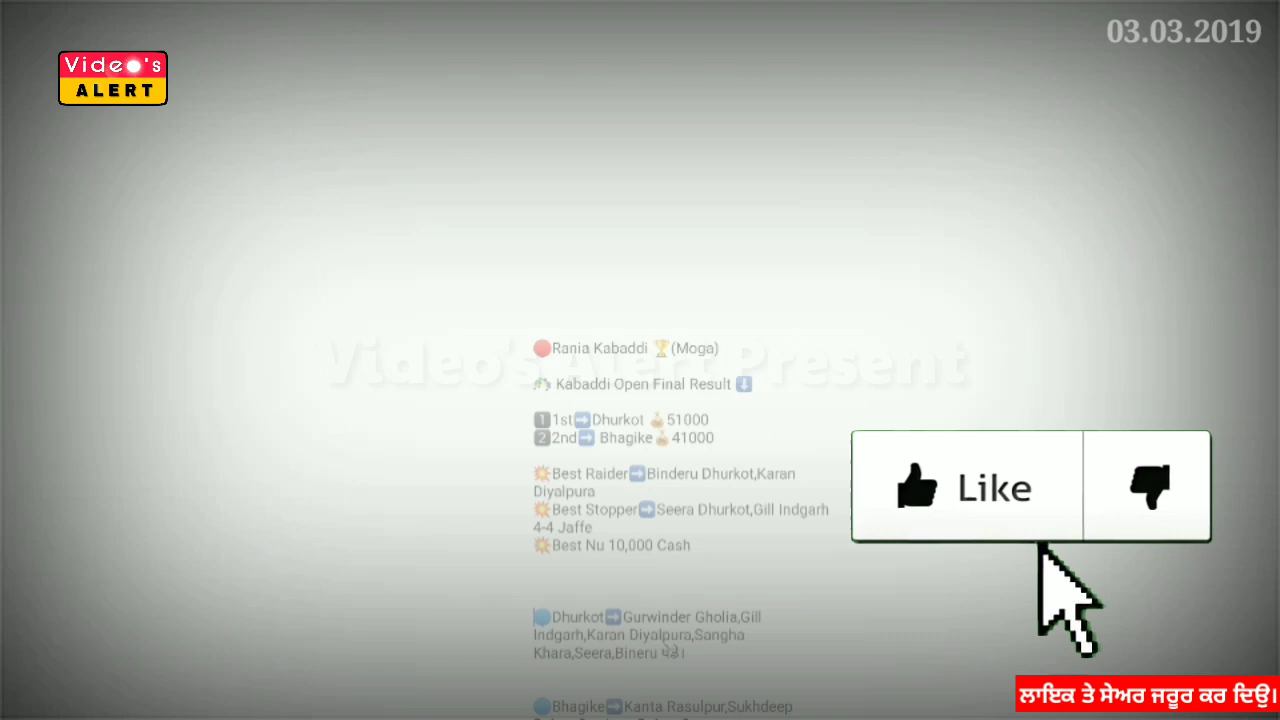 03.03.2019
Video's
ALERT
Video's Alert Present
🔴Rania Kabaddi 🏆(Moga)
Kabaddi Open Final Result ⬇️
1️⃣1st➡️Dhurkot 💰51000
2️⃣2nd➡️ Bhagike💰41000
💥Best Raider➡️Binderu Dhurkot,Karan
Diyalpura
💥Best Stopper➡️Seera Dhurkot,Gill Indgarh
4-4 Jaffe
💥Best Nu 10,000 Cash
Like
🔵Dhurkot➡️Gurwinder Gholia,Gill
Indgarh,Karan Diyalpura,Sangha
Khara,Seera,Bineru
🔵Bhagike➡️Kanta Rasulpur,Sukhdeep
ਲਾਇਕ ਤੇ ਸੇਅਰ ਜਰੂਰ ਕਰ ਦਿਉ।